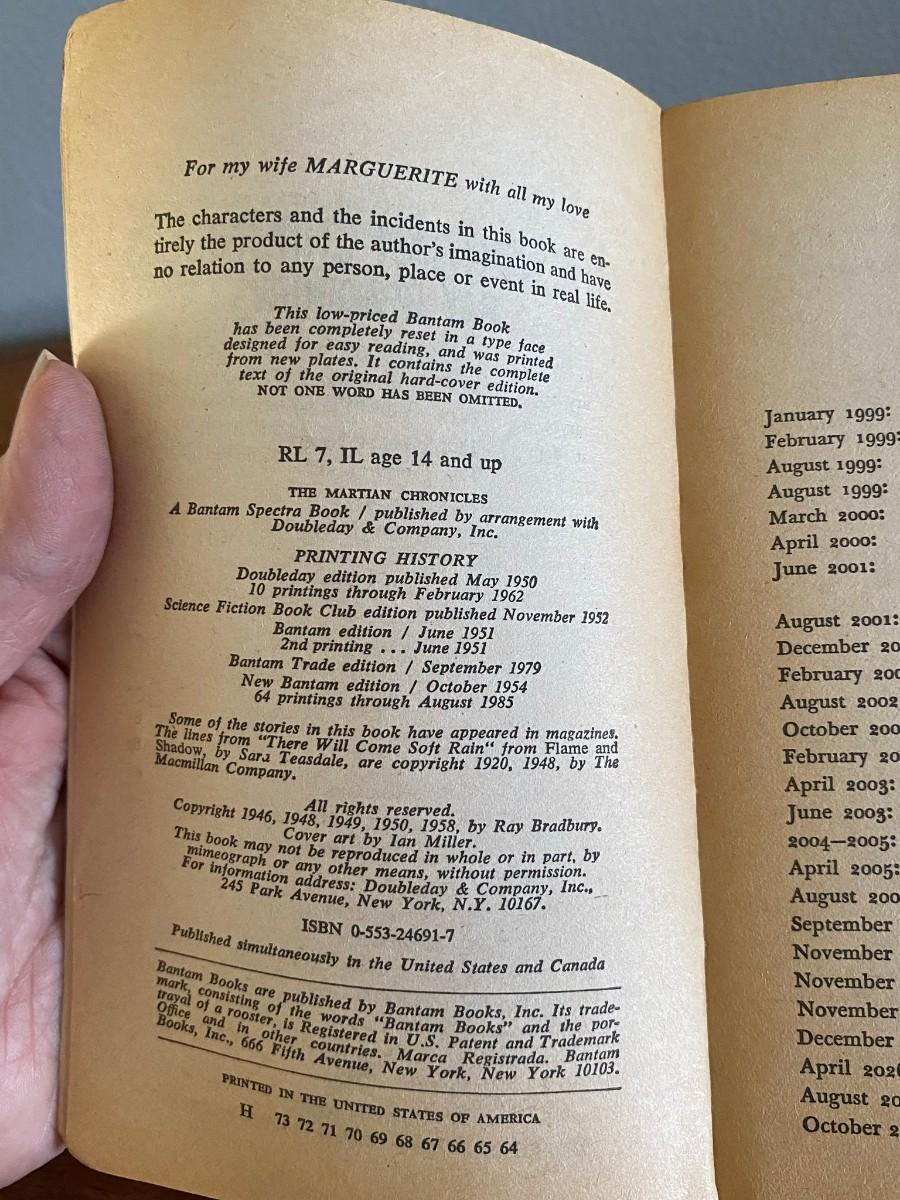 For my wife MARGUERITE with all my love
The characters and the incidents in this book are en-
tirely the product of the author's imagination and have
no relation to any person, place or event in real life.
This low-priced Bantam Book
has been completely reset in a type face
designed for easy reading, and was printed
from new plates. It contains the complete
text of the original hard-cover edition.
NOT ONE WORD HAS BEEN OMITTED.
RL 7, IL age 14 and up
THE MARTIAN CHRONICLES
A Bantam Spectra Book / published by arrangement with
Doubleday & Company, Inc.
PRINTING HISTORY
Doubleday edition published May 1950
10 printings through February 1962
Science Fiction Book Club edition published November 1952
Bantam edition / June 1951
2nd printing . . . June 1951
Bantam Trade edition / September 1979
New Bantam edition / October 1954
64 printings through August 1985
Some of the stories in this book have appeared in magazines.
The lines from "There Will Come Soft Rain" from Flame and
Shadow, by Sara Teasdale, are copyright 1920, 1948, by The
Macmillan Company.
All rights reserved.
Copyright 1946, 1948, 1949, 1950, 1958, by Ray Bradbury.
Cover art by Ian Miller.
This book may not be reproduced in whole or in part, by
mimeograph or any other means, without permission.
For information address: Doubleday & Company, Inc.,
245 Park Avenue, New York, N.Y. 10167.
ISBN 0-553-24691-7
Published simultaneously in the United States and Canada
Bantam Books are published by Bantam Books, Inc. Its trade-
mark, consisting of the words "Bantam Books" and the por-
trayal of a rooster, is Registered in U.S. Patent and Trademark
Office and in other countries. Marca Registrada. Bantam
Books, Inc., 666 Fifth Avenue, New York, New York 10103.
PRINTED IN THE UNITED STATES OF AMERICA
H 73 72 71 70 69 68 67 66 65 64
January 1999:
February 1999:
August 1999:
August 1999:
March 2000:
April 2000:
June 2001:
August 2001:
December 20
February 200
August 2002
October 200
February 20
April 2003:
June 2003:
2004–2005:
April 2005:
August 200
September
November
November
November
December
April 202
August 20
October 2